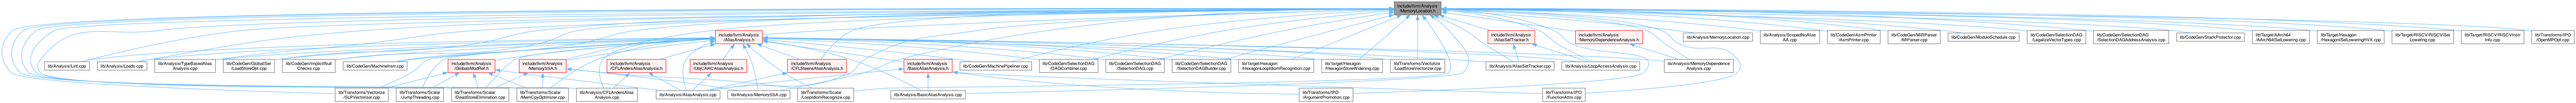 include/llvm/Analysis
/MemoryLocation.h
include/llvm/Analysis
/AliasAnalysis.h
include/llvm/Analysis
/AliasSetTracker.h
include/llvm/Analysis
/MemoryDependenceAnalysis.h
lib/Analysis/MemoryLocation.cpp
lib/Analysis/ScopedNoAlias
AA.cpp
lib/CodeGen/AsmPrinter
/AsmPrinter.cpp
lib/CodeGen/MIRParser
/MIParser.cpp
lib/CodeGen/ModuloSchedule.cpp
lib/CodeGen/SelectionDAG
/LegalizeVectorTypes.cpp
lib/CodeGen/SelectionDAG
/SelectionDAGAddressAnalysis.cpp
lib/CodeGen/StackProtector.cpp
lib/Target/AArch64
/AArch64ISelLowering.cpp
lib/Target/Hexagon
/HexagonISelLoweringHVX.cpp
lib/Target/RISCV/RISCVISel
Lowering.cpp
lib/Target/RISCV/RISCVInstr
Info.cpp
lib/Transforms/IPO
/OpenMPOpt.cpp
lib/Analysis/Lint.cpp
lib/Analysis/Loads.cpp
lib/Analysis/TypeBasedAlias
Analysis.cpp
lib/CodeGen/GlobalISel
/LoadStoreOpt.cpp
lib/CodeGen/ImplicitNull
Checks.cpp
lib/CodeGen/MachineInstr.cpp
include/llvm/Analysis
/GlobalsModRef.h
include/llvm/Analysis
/MemorySSA.h
include/llvm/Analysis
/CFLAndersAliasAnalysis.h
include/llvm/Analysis
/ObjCARCAliasAnalysis.h
include/llvm/Analysis
/CFLSteensAliasAnalysis.h
include/llvm/Analysis
/BasicAliasAnalysis.h
lib/CodeGen/MachinePipeliner.cpp
lib/CodeGen/SelectionDAG
/DAGCombiner.cpp
lib/CodeGen/SelectionDAG
/SelectionDAG.cpp
lib/CodeGen/SelectionDAG
/SelectionDAGBuilder.cpp
lib/Target/Hexagon
/HexagonLoopIdiomRecognition.cpp
lib/Target/Hexagon
/HexagonStoreWidening.cpp
lib/Transforms/Vectorize
/LoadStoreVectorizer.cpp
lib/Analysis/AliasSetTracker.cpp
lib/Analysis/LoopAccessAnalysis.cpp
lib/Analysis/MemoryDependence
Analysis.cpp
lib/Transforms/Vectorize
/SLPVectorizer.cpp
lib/Transforms/Scalar
/JumpThreading.cpp
lib/Transforms/Scalar
/DeadStoreElimination.cpp
lib/Transforms/Scalar
/MemCpyOptimizer.cpp
lib/Analysis/CFLAndersAlias
Analysis.cpp
lib/Analysis/AliasAnalysis.cpp
lib/Analysis/MemorySSA.cpp
lib/Transforms/Scalar
/LoopIdiomRecognize.cpp
lib/Analysis/BasicAliasAnalysis.cpp
lib/Transforms/IPO
/ArgumentPromotion.cpp
lib/Transforms/IPO
/FunctionAttrs.cpp